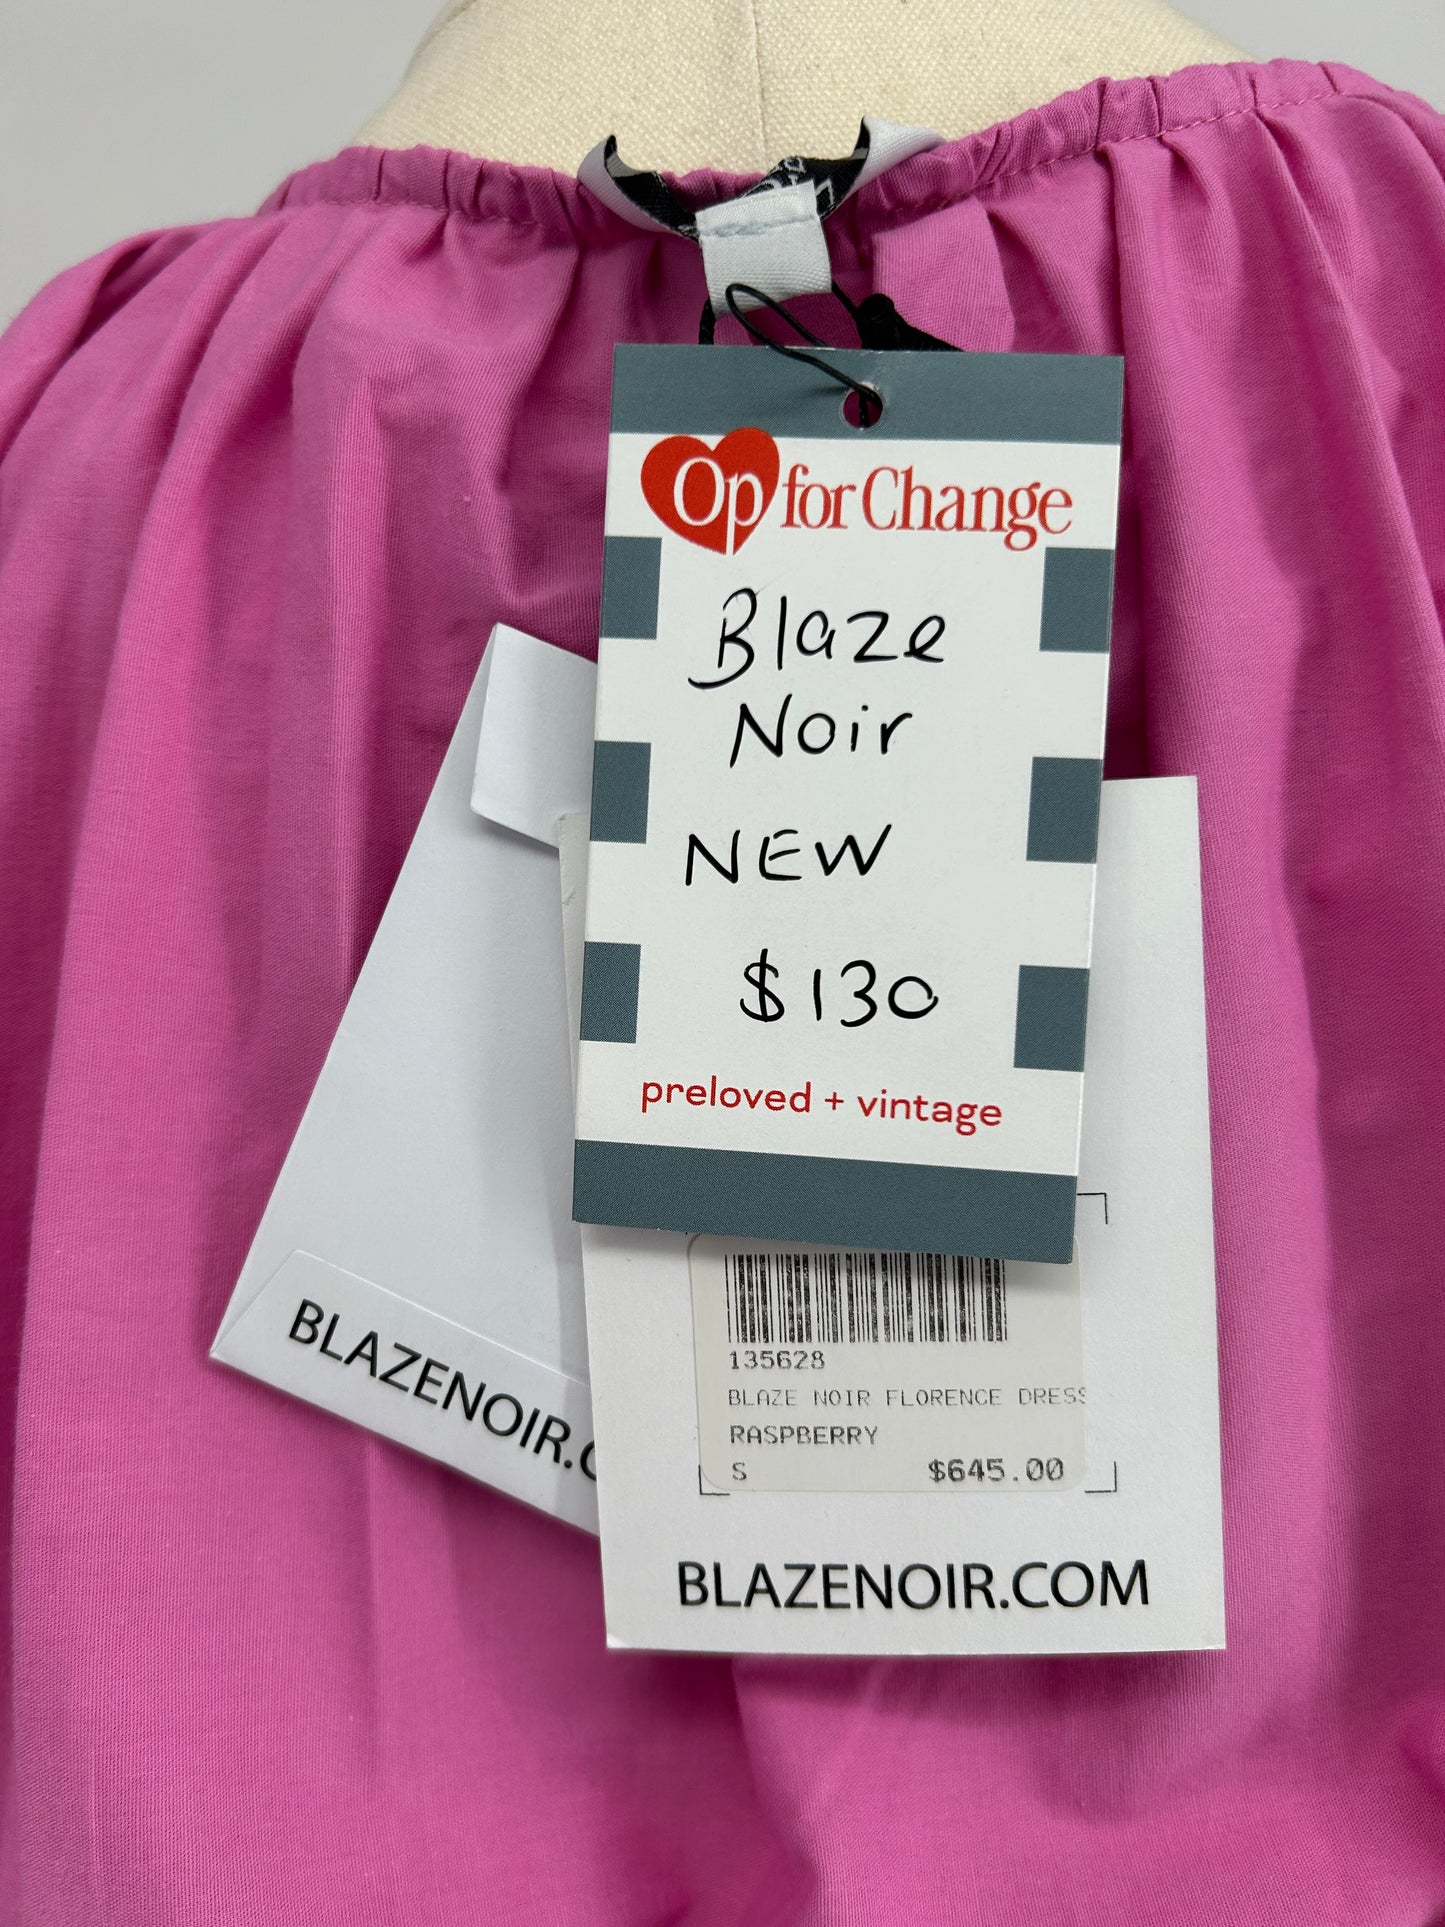 Op for Change
Blaze
Noir
NEW
$130
preloved + vintage
135628
BLAZE NOIR FLORENCE DRESS
RASPBERRY
S $645.00
BLAZENOIR.COM
BLAZENOIR.C